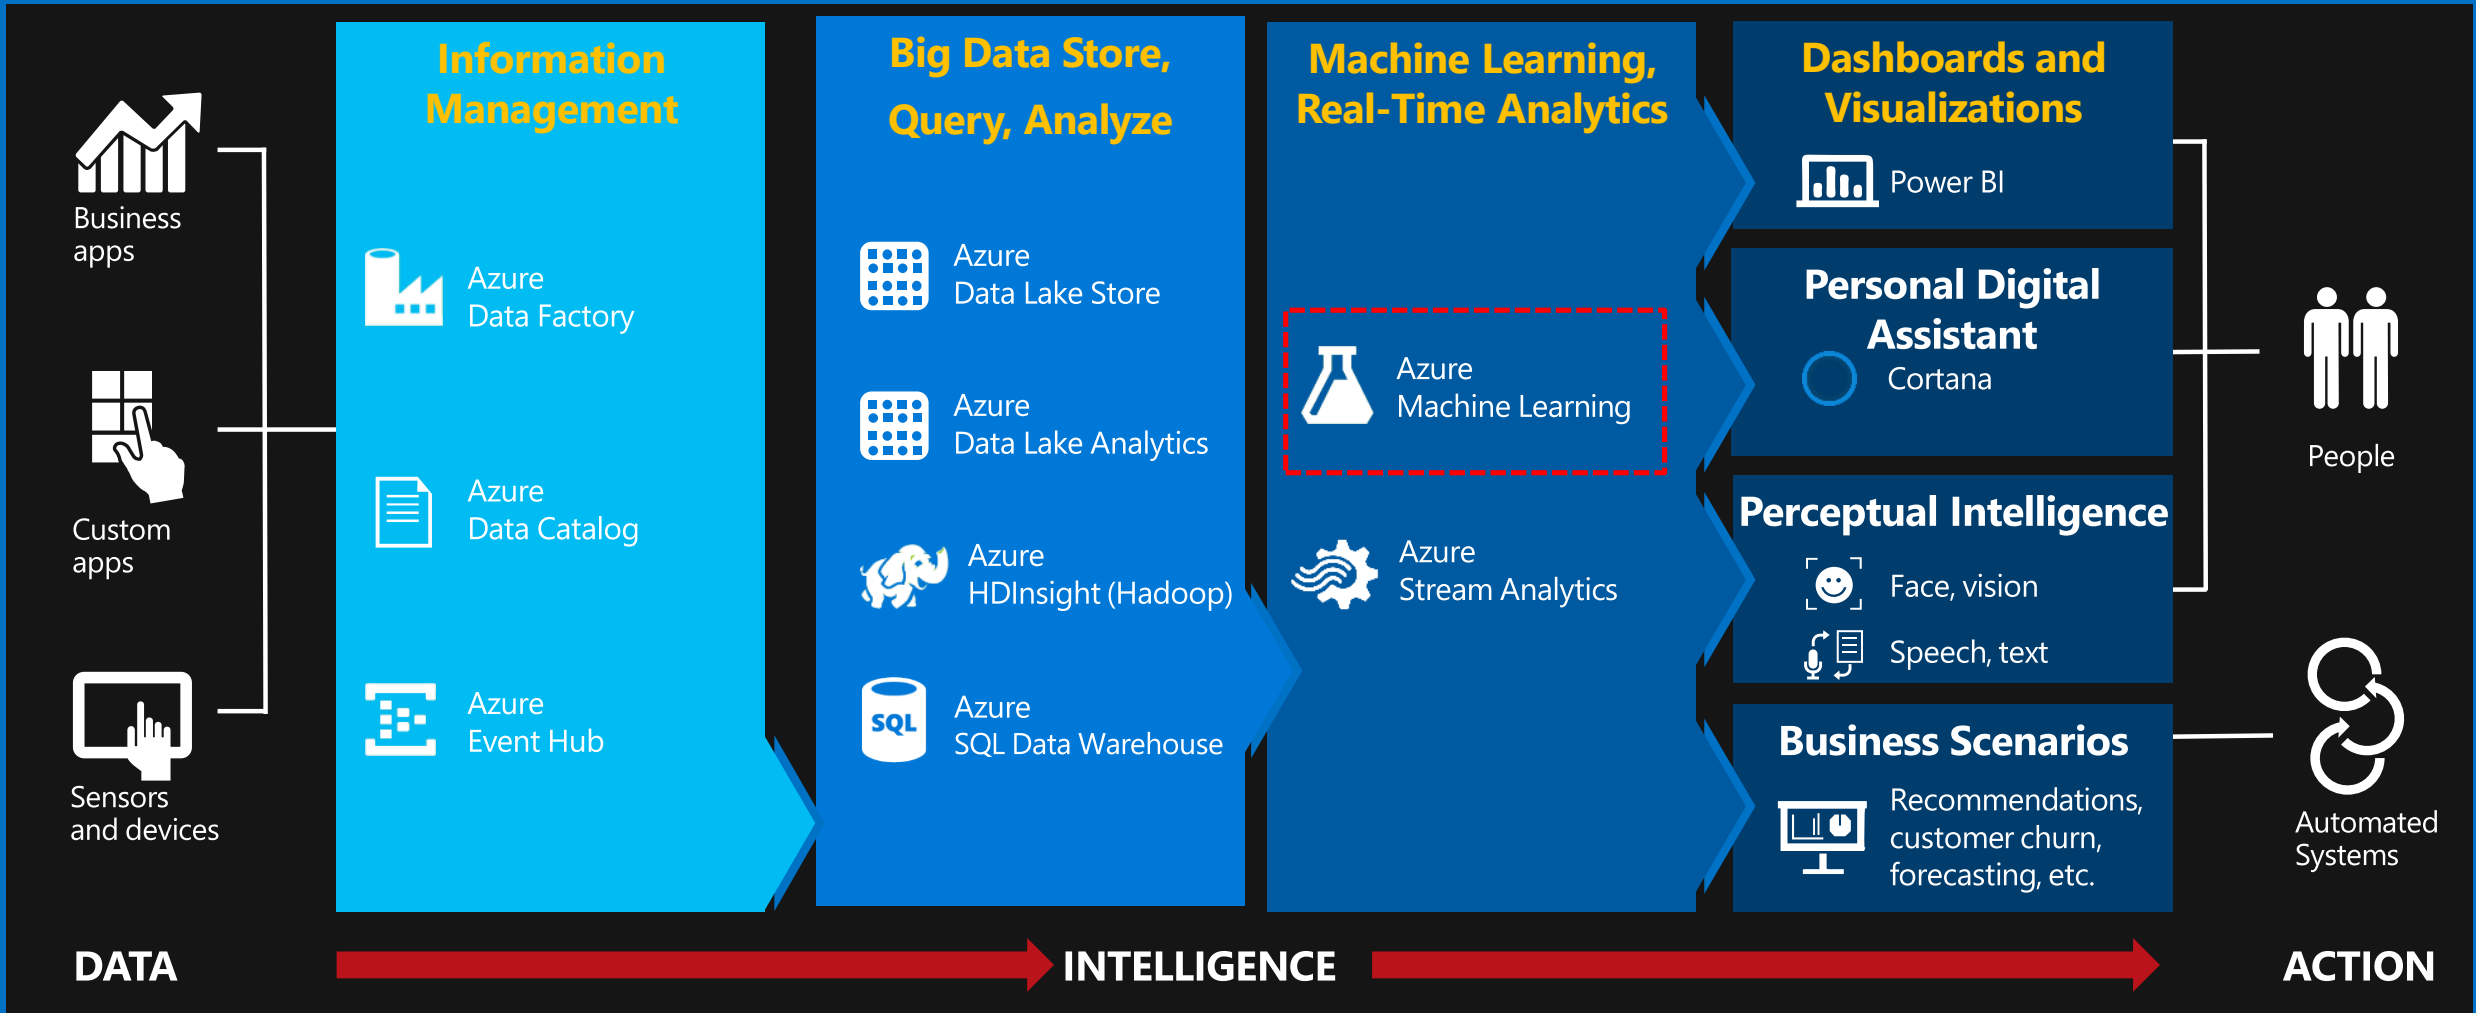 Business
apps
Custom
apps
Sensors
and devices
Information
Management
Azure
Data Factory
Azure
Data Catalog
Azure
Event Hub
Big Data Store,
Query, Analyze
Azure
Data Lake Store
Azure
Data Lake Analytics
Azure
HDInsight (Hadoop)
SQL
Azure
SQL Data Warehouse
Machine Learning,
Real-Time Analytics
Azure
Machine Learning
Azure
Stream Analytics
Dashboards and
Visualizations
Power BI
Personal Digital
Assistant
Cortana
Perceptual Intelligence
Face, vision
Speech, text
Business Scenarios
Recommendations,
customer churn,
forecasting, etc.
People
Automated
Systems
DATA
INTELLIGENCE
ACTION